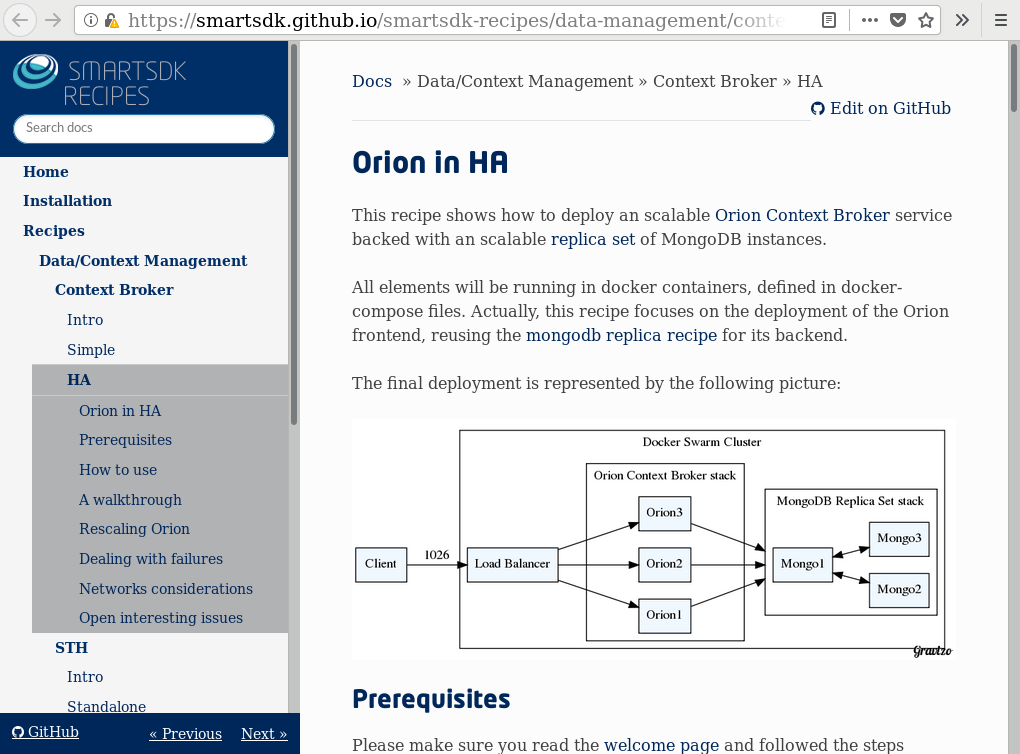 https://smartsdk.github.io/smartsdk-recipes/data-management/conte
SMARTSDK
RECIPES
Search docs
Home
Installation
Recipes
Data/Context Management
Context Broker
Intro
Simple
HA
Orion in HA
Prerequisites
How to use
A walkthrough
Rescaling Orion
Dealing with failures
Networks considerations
Open interesting issues
STH
Intro
Standalone
GitHub
« Previous
Next »
Docs » Data/Context Management » Context Broker » HA
Edit on GitHub
Orion in HA
This recipe shows how to deploy an scalable Orion Context Broker service
backed with an scalable replica set of MongoDB instances.
All elements will be running in docker containers, defined in docker-
compose files. Actually, this recipe focuses on the deployment of the Orion
frontend, reusing the mongodb replica recipe for its backend.
The final deployment is represented by the following picture:
Docker Swarm Cluster
Orion Context Broker stack
MongoDB Replica Set stack
Client
1026
Load Balancer
Orion3
Orion2
Orion1
Mongo1
Mongo3
Mongo2
Gravizo
Prerequisites
Please make sure you read the welcome page and followed the steps